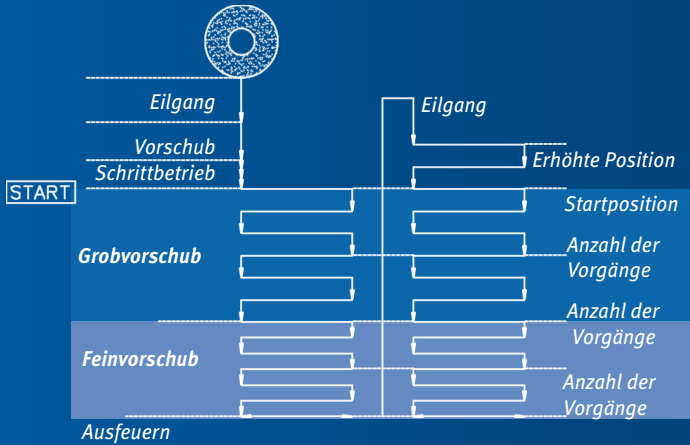 Eilgang
Vorschub
Schrittbetrieb
START
Grobvorschub
Feinvorschub
Ausfeuern
Eilgang
Erhöhte Position
Startposition
Anzahl der
Vorgänge
Anzahl der
Vorgänge
Anzahl der
Vorgänge